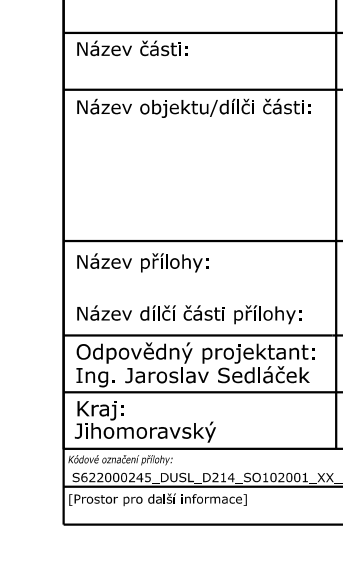 Název části:
Název objektu/dílči části:
Název přílohy:
Název dílčí části přílohy:
Odpovědný projektant:
Ing. Jaroslav Sedláček
Kraj:
Jihomoravský
Kódové označení přílohy:
S622000245_DUSL_D214_SO102001_XX_
[Prostor pro další informace]